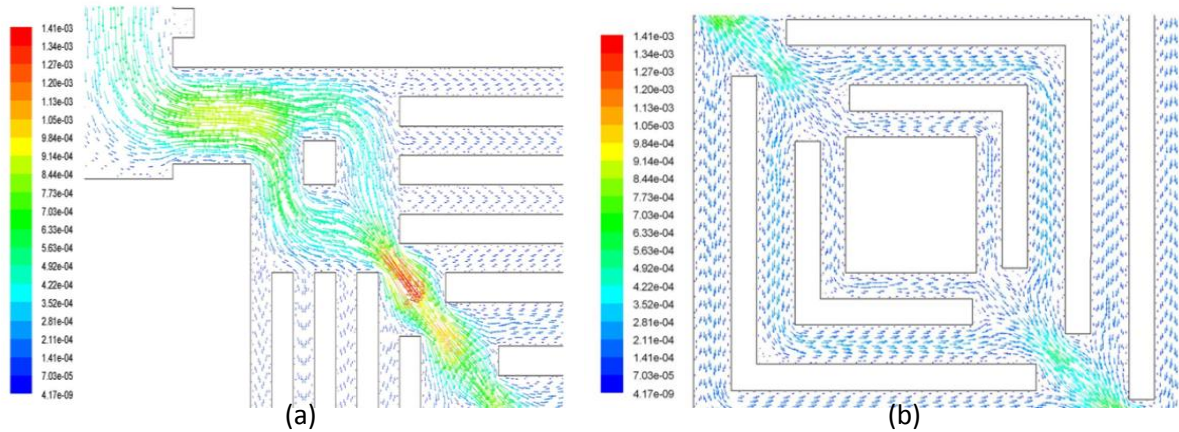 1.41e-03
1.34e-03
1.27e-03
1.20e-03
1.13e-03
1.05e-03
9.84e-04
9.14e-04
8.44e-04
7.73e-04
7.03e-04
6.33e-04
5.63e-04
4.92e-04
4.22e-04
3.52e-04
2.81e-04
2.11e-04
1.41e-04
7.03e-05
4.17e-09
(a)
1.41e-03
1.34e-03
1.27e-03
1.20e-03
1.13e-03
1.05e-03
9.84e-04
9.14e-04
8.44e-04
7.73e-04
7.03e-04
6.33e-04
5.63e-04
4.92e-04
4.22e-04
3.52e-04
2.81e-04
2.11e-04
1.41e-04
7.03e-05
4.17e-09
(b)